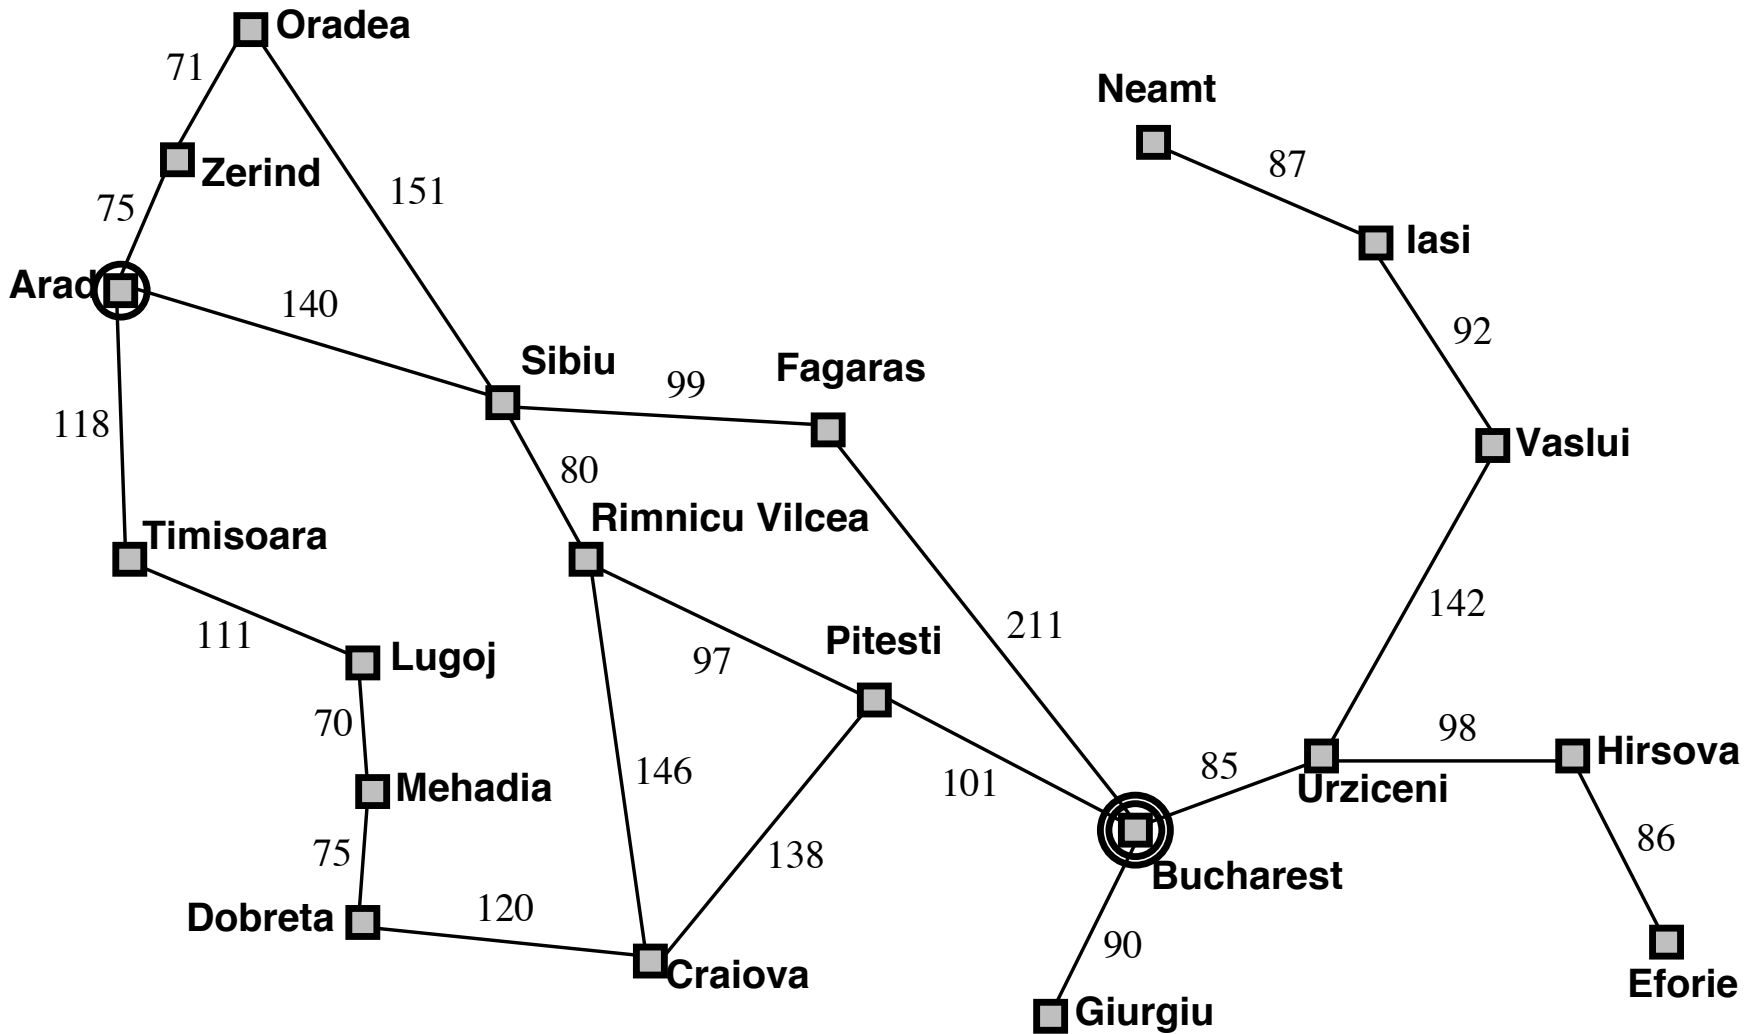 Oradea
71
Neamt
87
Zerind
151
75
Iasi
Arad
140
92
Sibiu
99
Fagaras
118
Vaslui
80
Rimnicu Vilcea
Timisoara
142
211
111
Pitesti
97
Lugoj
70
98
Hirsova
146
101
85
Mehadia
Urziceni
75
138
86
Bucharest
120
Dobreta
90
Craiova
Eforie
Giurgiu